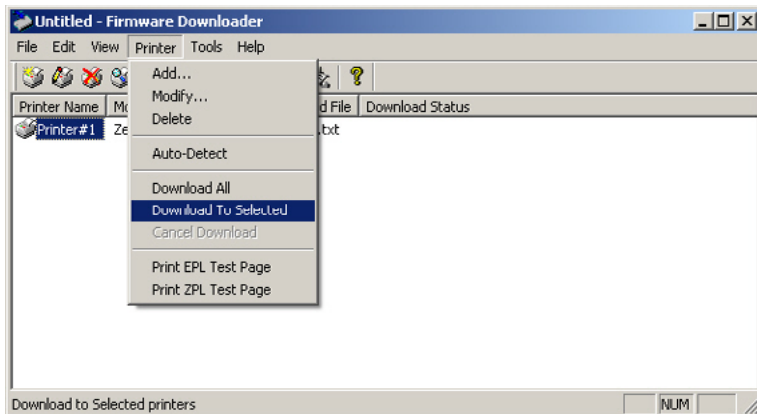 Untitled - Firmware Downloader
File Edit View Printer Tools Help
Add...
Modify...
Delete
Auto-Detect
Download All
Download To Selected
Cancel Download
Print EPL Test Page
Print ZPL Test Page
Printer Name Mo d File Download Status
Printer#1 Ze .txt
Download to Selected printers NUM